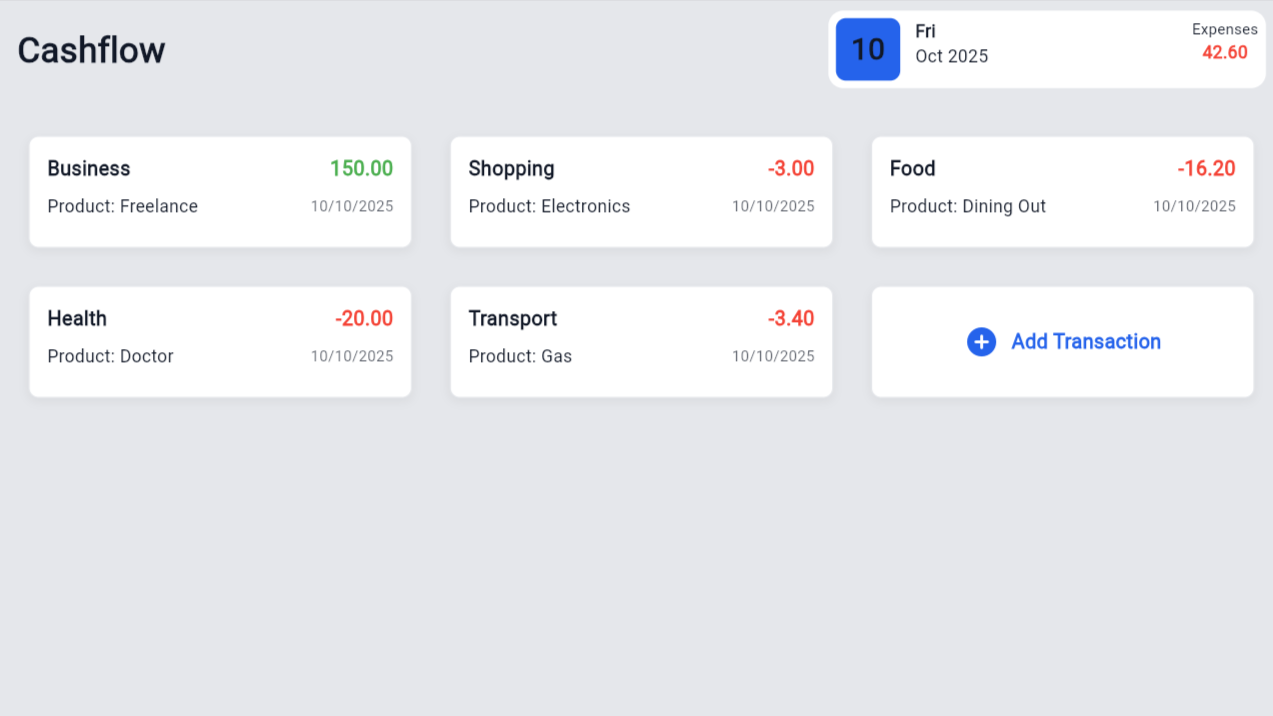 Cashflow
10
Fri
Oct 2025
Expenses
42.60
Business 150.00
Product: Freelance 10/10/2025
Shopping -3.00
Product: Electronics 10/10/2025
Food -16.20
Product: Dining Out 10/10/2025
Health -20.00
Product: Doctor 10/10/2025
Transport -3.40
Product: Gas 10/10/2025
Add Transaction